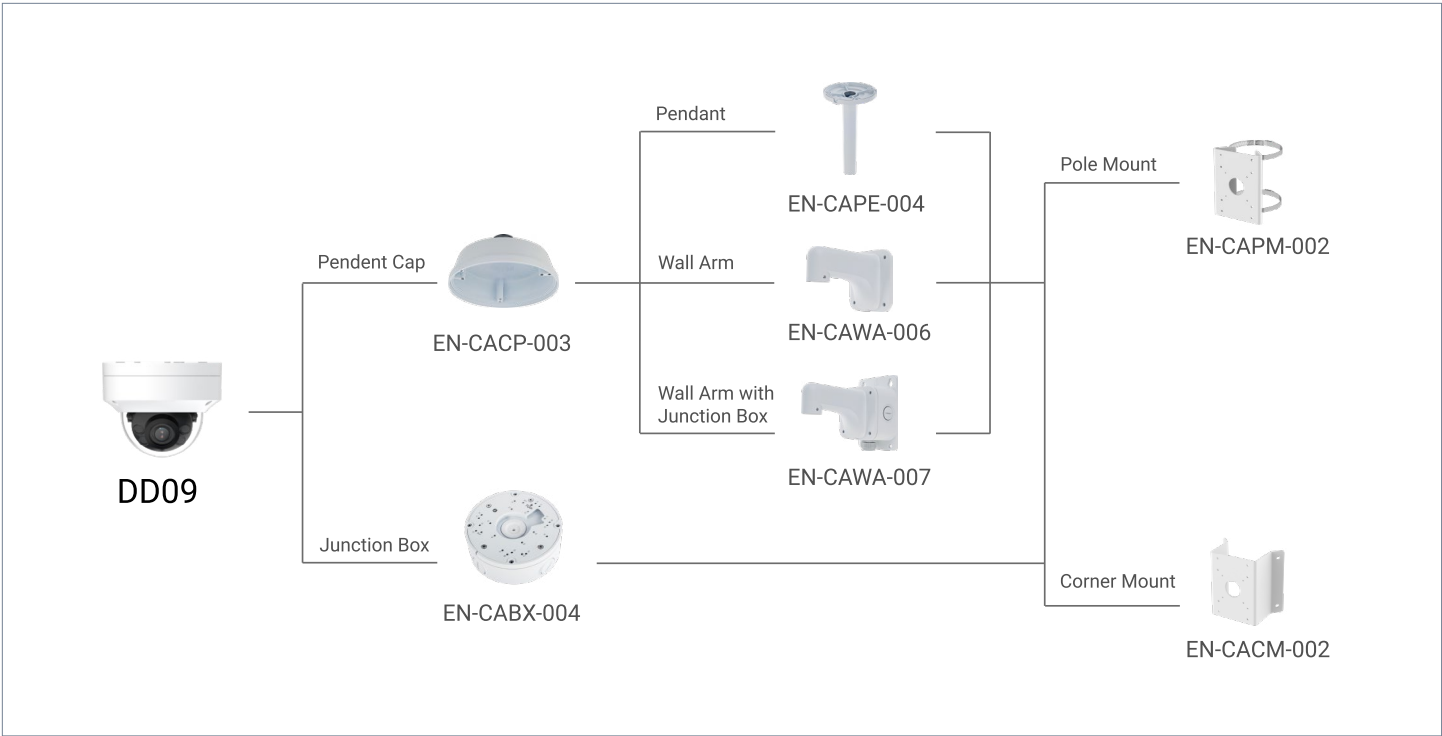 Pendant
EN-CAPE-004
Pole Mount
EN-CAPM-002
Pendent Cap
EN-CACP-003
Wall Arm
EN-CAWA-006
Wall Arm with
Junction Box
EN-CAWA-007
DD09
Junction Box
EN-CABX-004
Corner Mount
EN-CACM-002